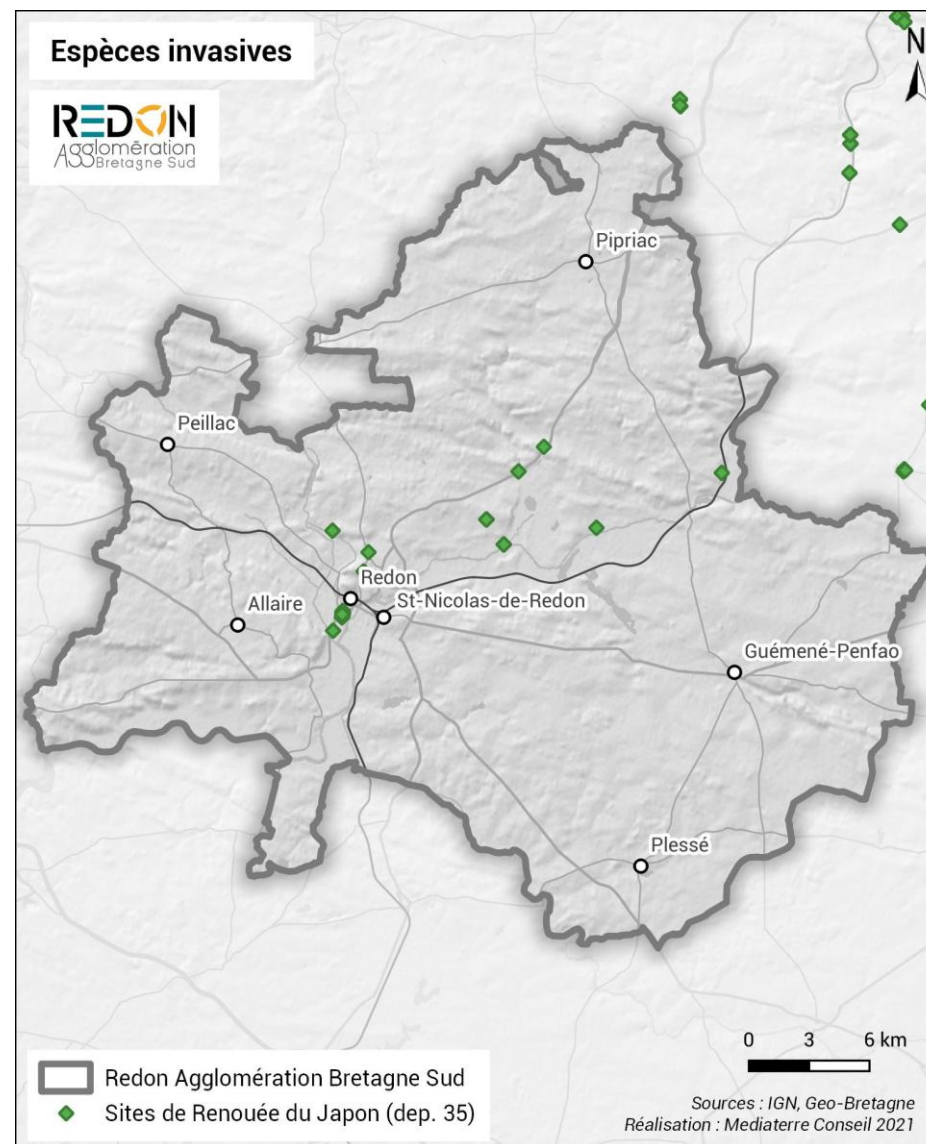 Espèces invasives
REDON
Agglomération
Bretagne Sud
N
Pipriac
Peillac
Redon
St-Nicolas-de-Redon
Allaire
Guémené-Penfao
Plessé
0 3 6 km
Redon Agglomération Bretagne Sud
Sites de Renouée du Japon (dep. 35)
Sources : IGN, Geo-Bretagne
Réalisation : Mediaterre Conseil 2021